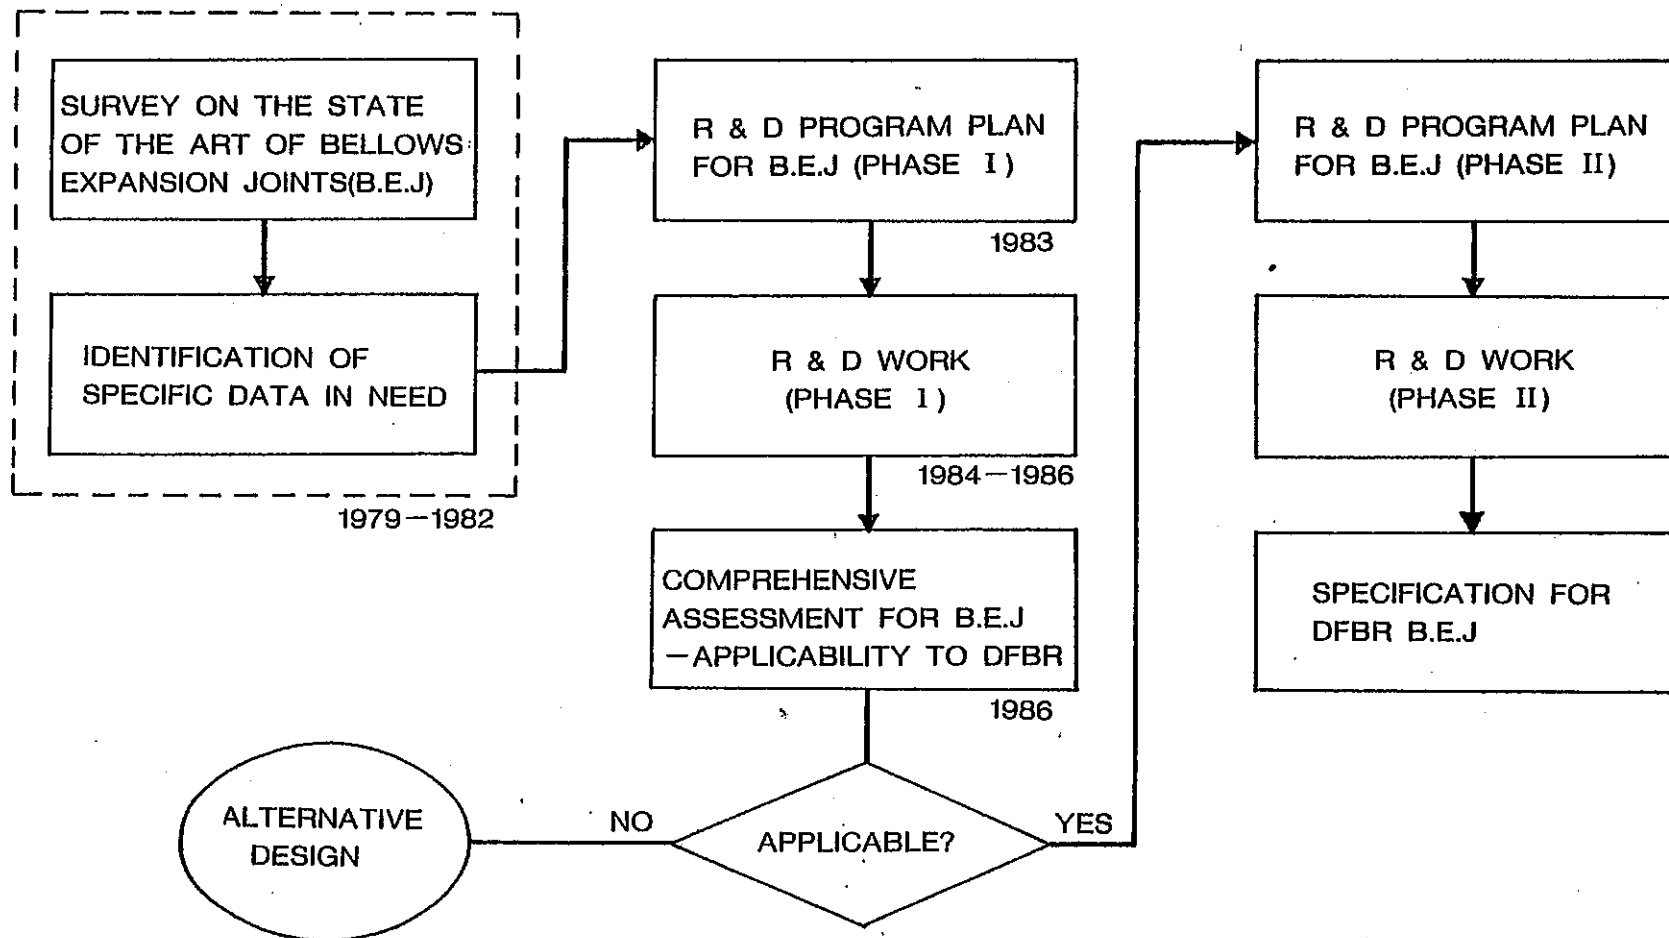 SURVEY ON THE STATE
OF THE ART OF BELLOWS
EXPANSION JOINTS(B.E.J)
IDENTIFICATION OF
SPECIFIC DATA IN NEED
1979-1982
R & D PROGRAM PLAN
FOR B.E.J (PHASE I)
1983
R & D WORK
(PHASE I)
1984-1986
COMPREHENSIVE
ASSESSMENT FOR B.E.J
-APPLICABILITY TO DFBR
1986
APPLICABLE?
NO
YES
ALTERNATIVE
DESIGN
R & D PROGRAM PLAN
FOR B.E.J (PHASE II)
R & D WORK
(PHASE II)
SPECIFICATION FOR
DFBR B.E.J